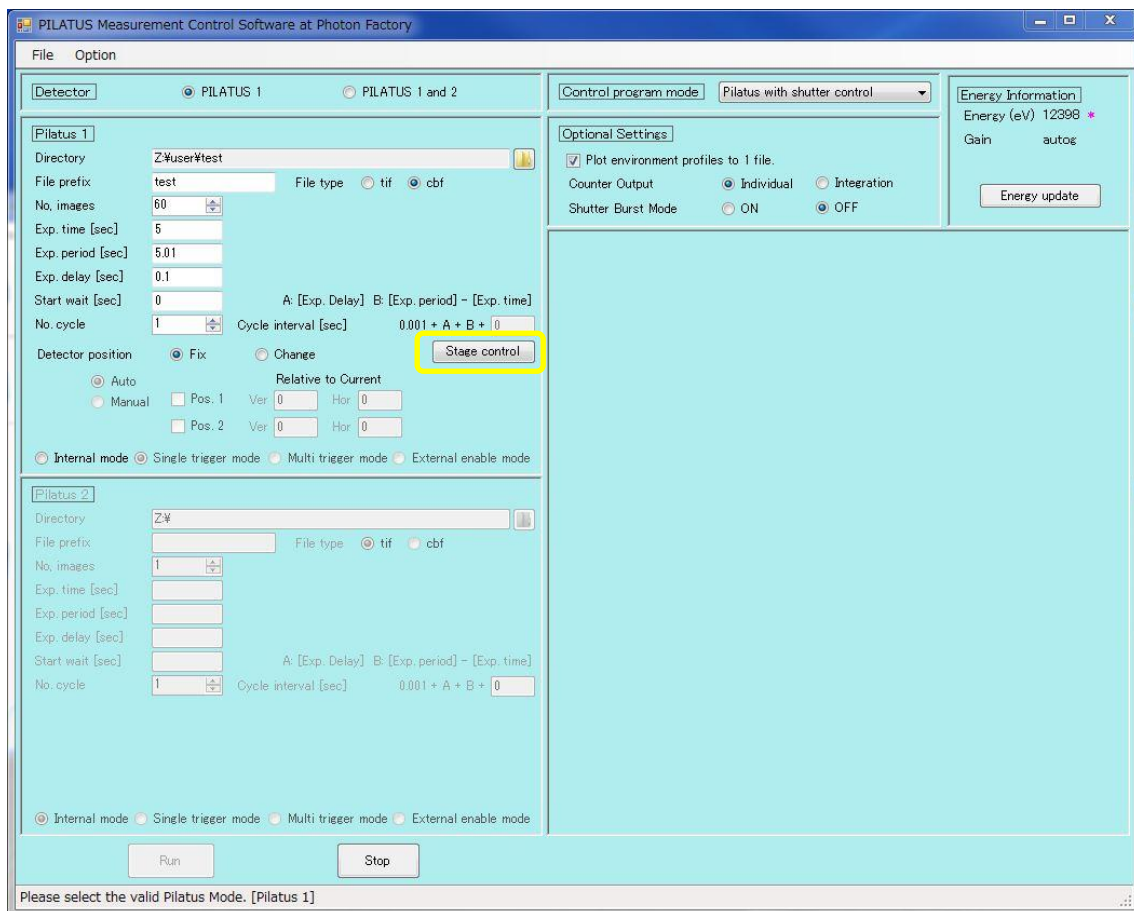 PILATUS Measurement Control Software at Photon Factory
File Option
Detector PILATUS 1 PILATUS 1 and 2
Control program mode Pilatus with shutter control
Energy Information
Energy (eV) 12398 *
Gain autog
Energy update
Pilatus 1
Directory Z:¥user¥test
File prefix test File type tif cbf
No, images 60
Exp. time [sec] 5
Exp. period [sec] 5.01
Exp. delay [sec] 0.1
Start wait [sec] 0 A: [Exp. Delay] B: [Exp. period] - [Exp. time]
No. cycle 1 Cycle interval [sec] 0.001 + A + B + 0
Detector position Fix Change Stage control
Auto Relative to Current
Manual Pos. 1 Ver 0 Hor 0
Pos. 2 Ver 0 Hor 0
Internal mode Single trigger mode Multi trigger mode External enable mode
Optional Settings
Plot environment profiles to 1 file.
Counter Output Individual Integration
Shutter Burst Mode ON OFF
Pilatus 2
Directory Z:¥
File prefix File type tif cbf
No, images 1
Exp. time [sec]
Exp. period [sec]
Exp. delay [sec]
Start wait [sec] A: [Exp. Delay] B: [Exp. period] - [Exp. time]
No. cycle 1 Cycle interval [sec] 0.001 + A + B + 0
Internal mode Single trigger mode Multi trigger mode External enable mode
Run Stop
Please select the valid Pilatus Mode. [Pilatus 1]